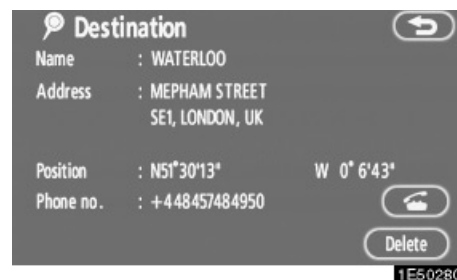 Destination
Name : WATERLOO
Address : MEPHAM STREET
SE1, LONDON, UK
Position : N51°30'13" W 0°6'43"
Phone no. : +448457484950
Delete
1E5028G